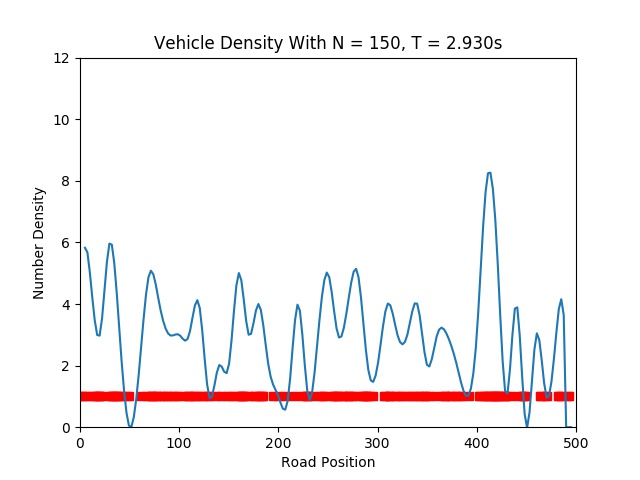 Vehicle Density With N = 150, T = 2.930s
12
10
8
6
4
2
0
Number Density
0 100 200 300 400 500
Road Position